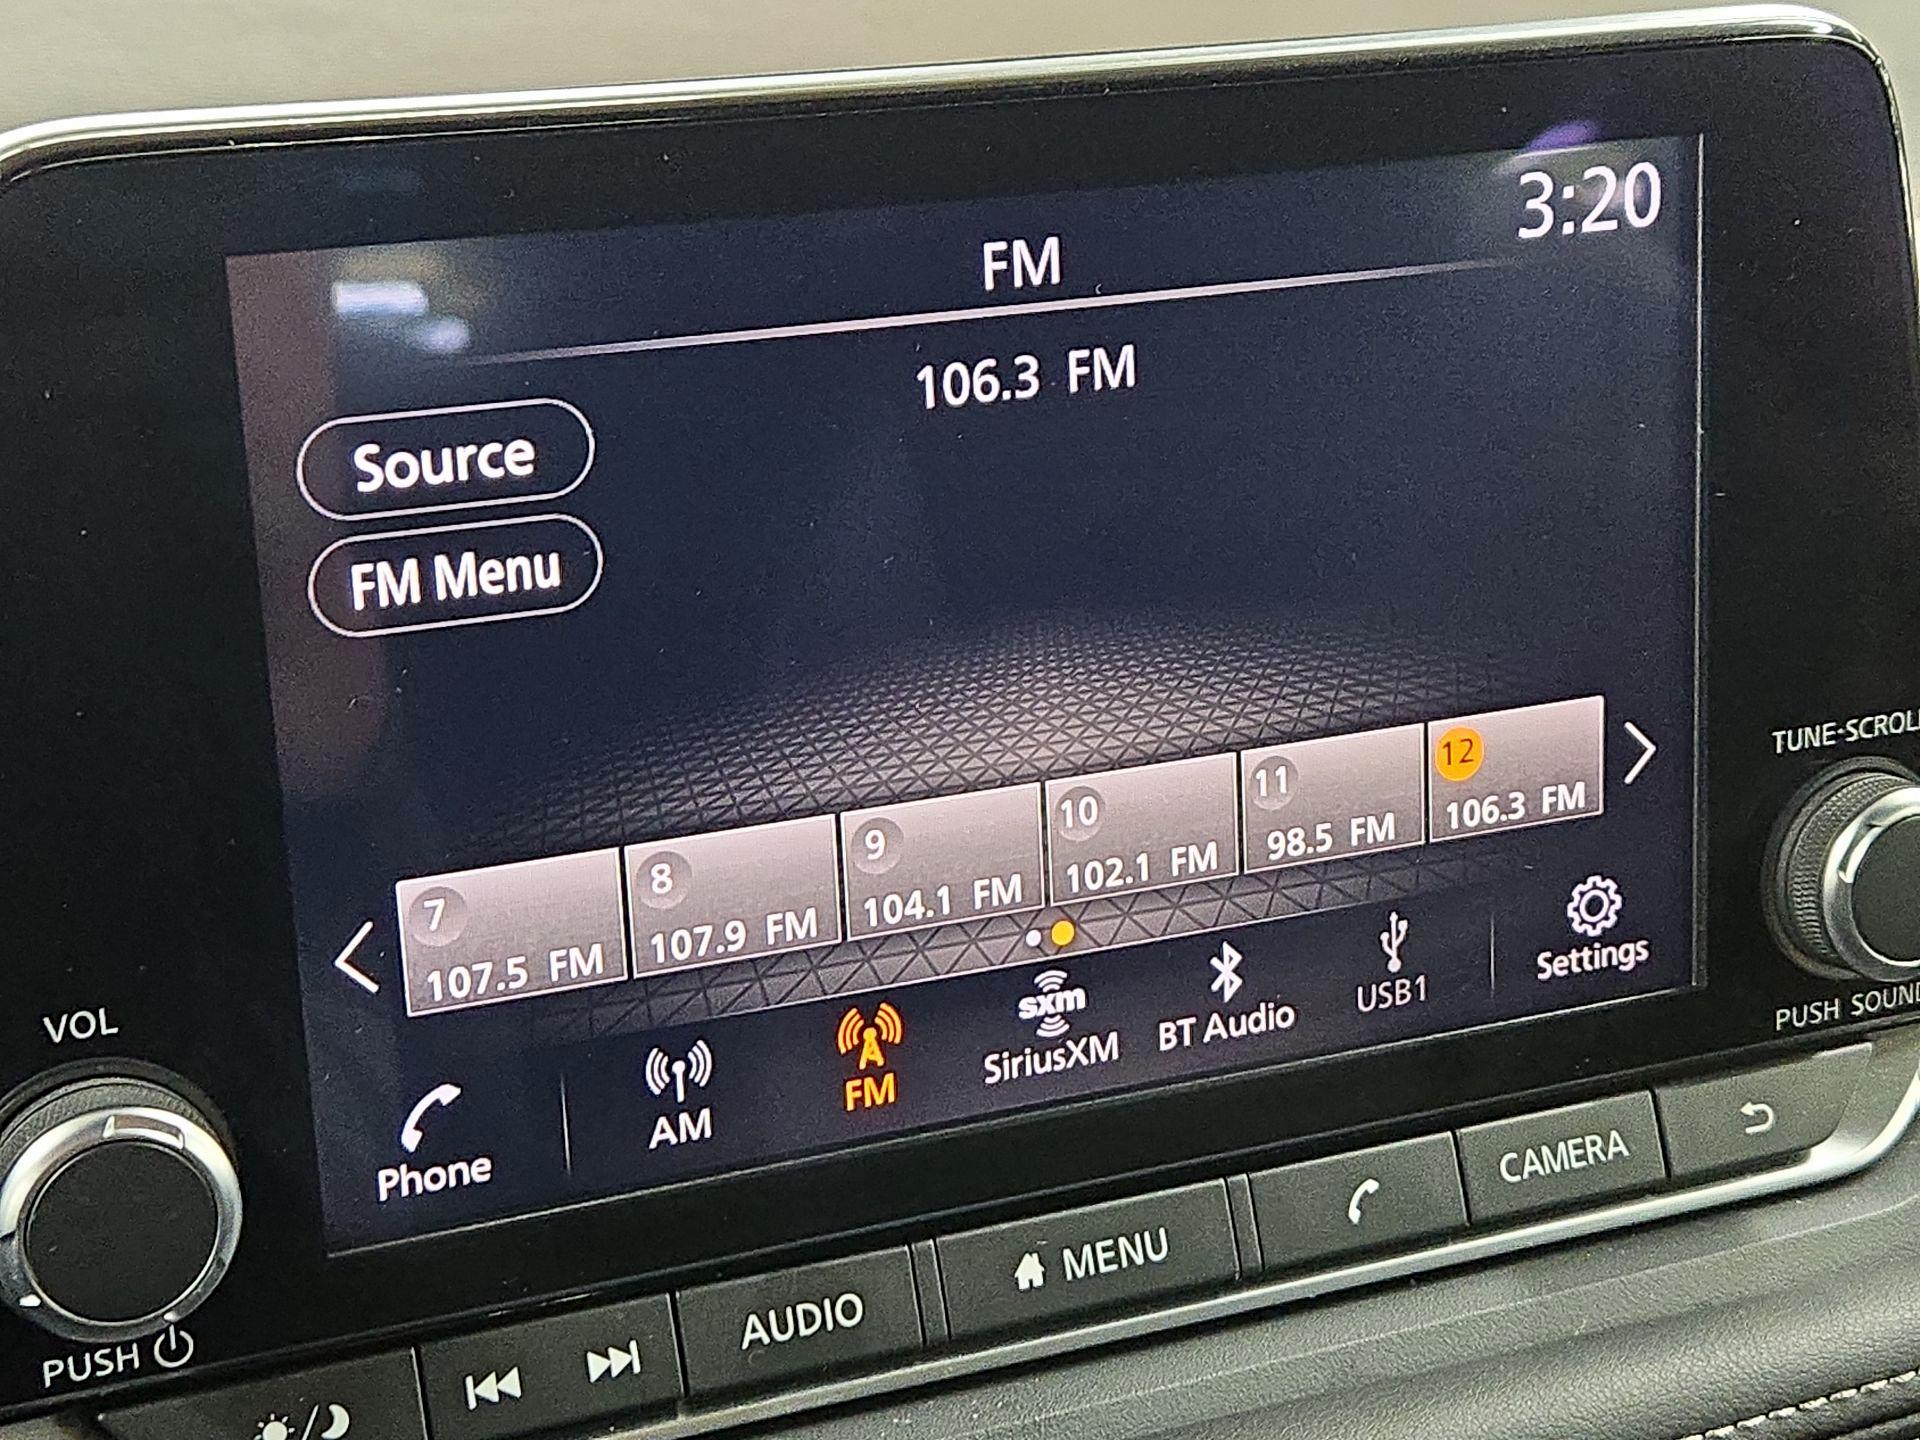 3:20
FM
106.3 FM
Source
FM Menu
7
107.5 FM
8
107.9 FM
9
104.1 FM
10
102.1 FM
11
98.5 FM
12
106.3 FM
Phone
AM
FM
sxm
SiriusXM
BT Audio
USB1
Settings
VOL
PUSH
TUNE·SCROLL
PUSH SOUND
AUDIO
MENU
CAMERA